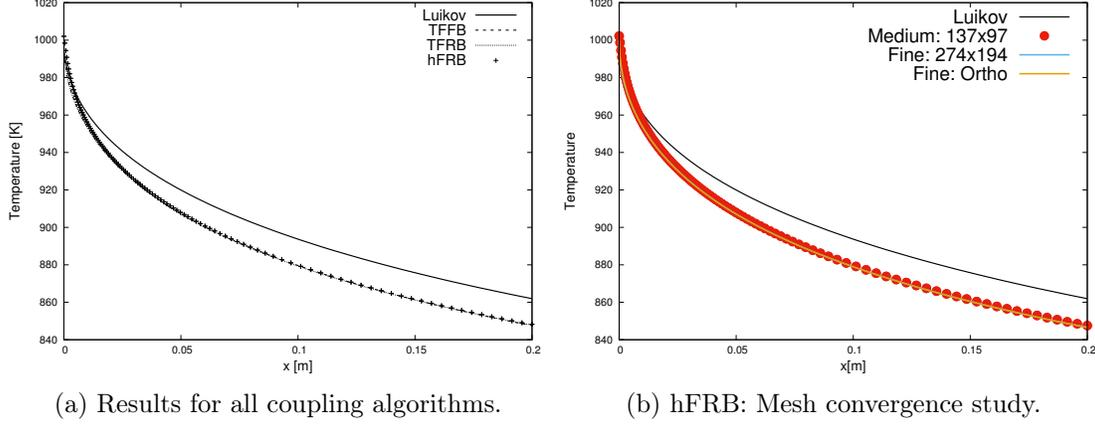 1020
1000
980
960
940
920
900
880
860
840
Temperature [K]
0
0.05
0.1
0.15
0.2
x [m]
Luikov
TFFB
TFRB
hFRB
(a) Results for all coupling algorithms.
1020
1000
980
960
940
920
900
880
860
840
Temperature
0
0.05
0.1
0.15
0.2
x[m]
Luikov
Medium: 137x97
Fine: 274x194
Fine: Ortho
(b) hFRB: Mesh convergence study.